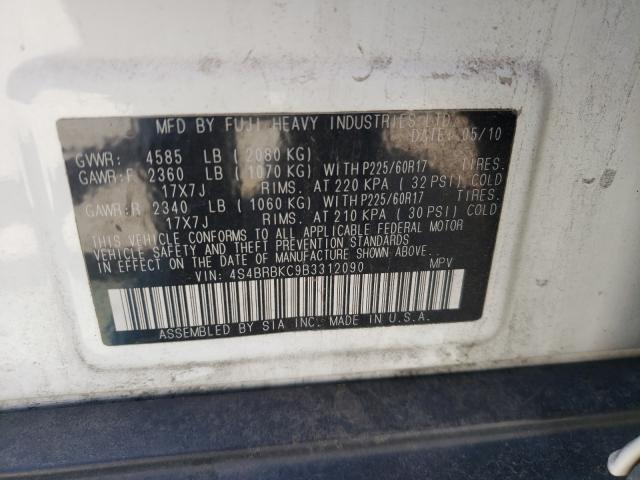 MFD BY FUJI HEAVY INDUSTRIES LTD.
DATE: 05/10
GVWR: 4585 LB ( 2080 KG)
GAWR:F 2360 LB ( 1070 KG) WITH P225/60R17 TIRES.
17X7J RIMS. AT 220 KPA ( 32 PSI) COLD
GAWR:R 2340 LB ( 1060 KG) WITH P225/60R17 TIRES.
17X7J RIMS. AT 210 KPA ( 30 PSI) COLD
THIS VEHICLE CONFORMS TO ALL APPLICABLE FEDERAL MOTOR
VEHICLE SAFETY AND THEFT PREVENTION STANDARDS
IN EFFECT ON THE DATE OF MANUFACTURE SHOWN ABOVE.
VIN: 4S4BRBKC9B3312090 MPV
ASSEMBLED BY SIA INC. MADE IN U.S.A.